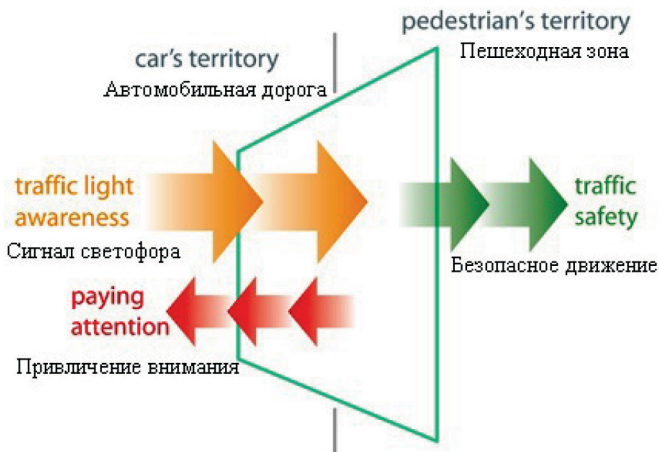 pedestrian's territory
Пешеходная зона
car's territory
Автомобильная дорога
traffic light
awareness
Сигнал светофора
traffic
safety
Безопасное движение
paying
attention
Привличение внимания